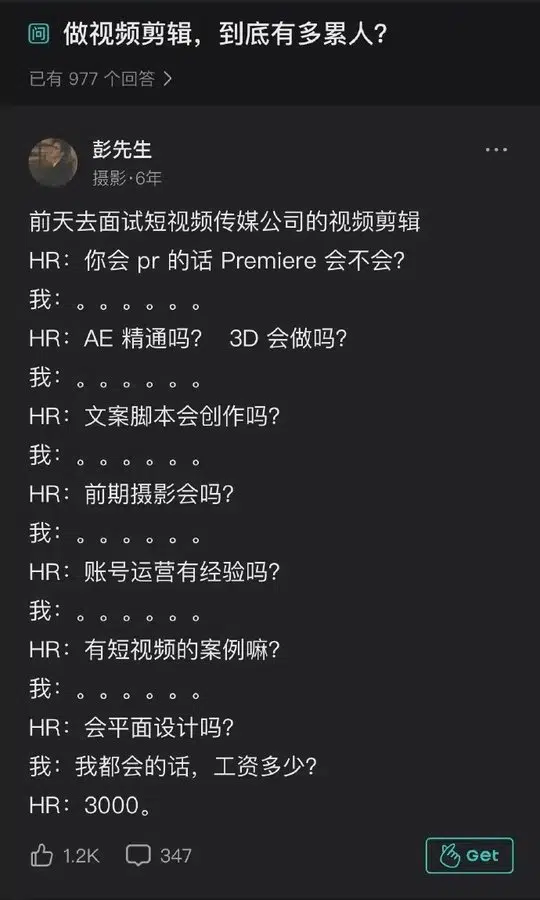 问 做视频剪辑，到底有多累人？
已有 977 个回答 >
彭先生
摄影·6年
前天去面试短视频传媒公司的视频剪辑
HR：你会 pr 的话 Premiere 会不会？
我：。。。。。。
HR：AE 精通吗？ 3D 会做吗？
我：。。。。。。
HR：文案脚本会创作吗？
我：。。。。。。
HR：前期摄影会吗？
我：。。。。。。
HR：账号运营有经验吗？
我：。。。。。。
HR：有短视频的案例嘛？
我：。。。。。。
HR：会平面设计吗？
我：我都会的话，工资多少？
HR：3000。
1.2K 347 Get